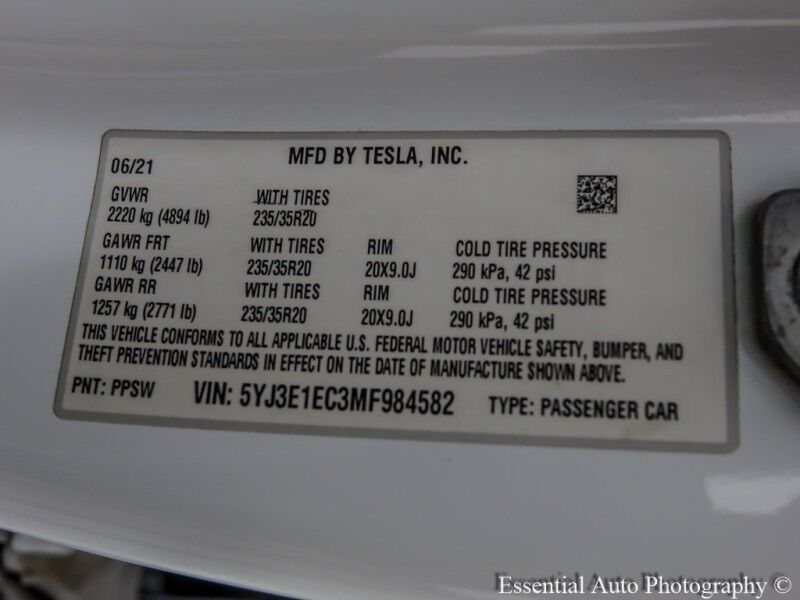 06/21 MFD BY TESLA, INC.
GVWR WITH TIRES
2220 kg (4894 lb) 235/35R20
GAWR FRT WITH TIRES RIM COLD TIRE PRESSURE
1110 kg (2447 lb) 235/35R20 20X9.0J 290 kPa, 42 psi
GAWR RR WITH TIRES RIM COLD TIRE PRESSURE
1257 kg (2771 lb) 235/35R20 20X9.0J 290 kPa, 42 psi
THIS VEHICLE CONFORMS TO ALL APPLICABLE U.S. FEDERAL MOTOR VEHICLE SAFETY, BUMPER, AND
THEFT PREVENTION STANDARDS IN EFFECT ON THE DATE OF MANUFACTURE SHOWN ABOVE.
PNT: PPSW VIN: 5YJ3E1EC3MF984582 TYPE: PASSENGER CAR
Essential Auto Photography ©